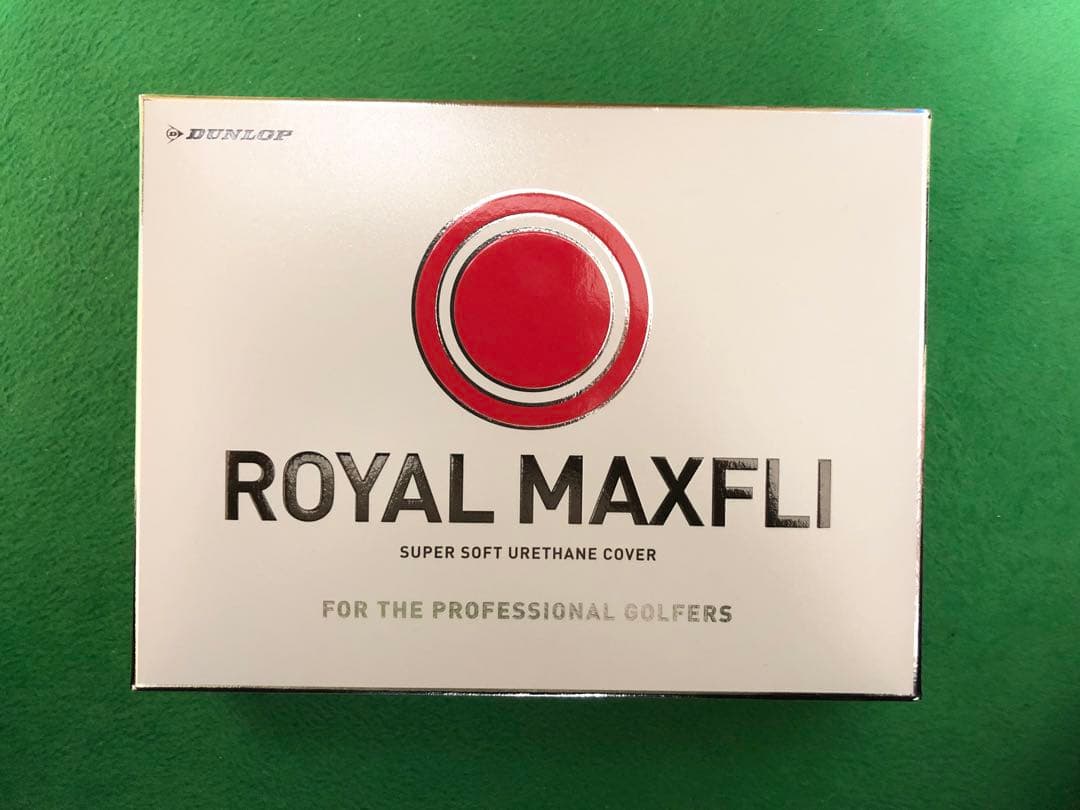 DUNLOP
ROYAL MAXFLI
SUPER SOFT URETHANE COVER
FOR THE PROFESSIONAL GOLFERS